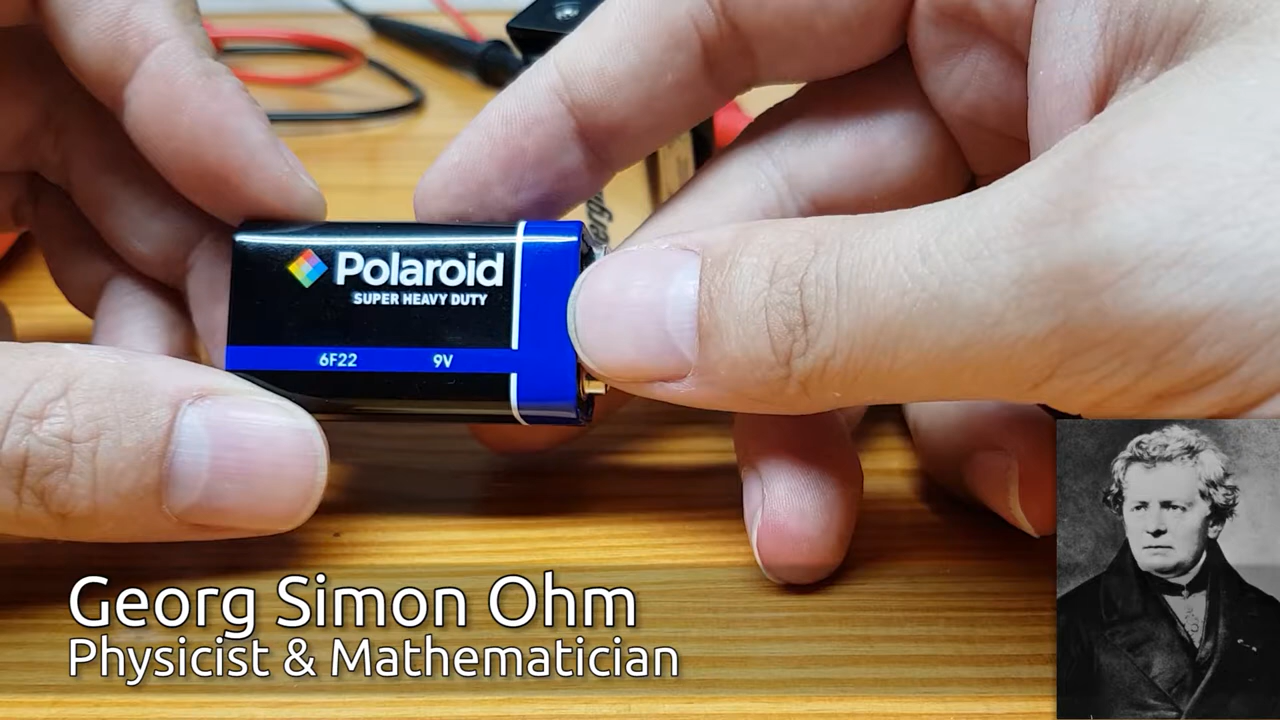 Polaroid
SUPER HEAVY DUTY
6F22 9V
Georg Simon Ohm
Physicist & Mathematician